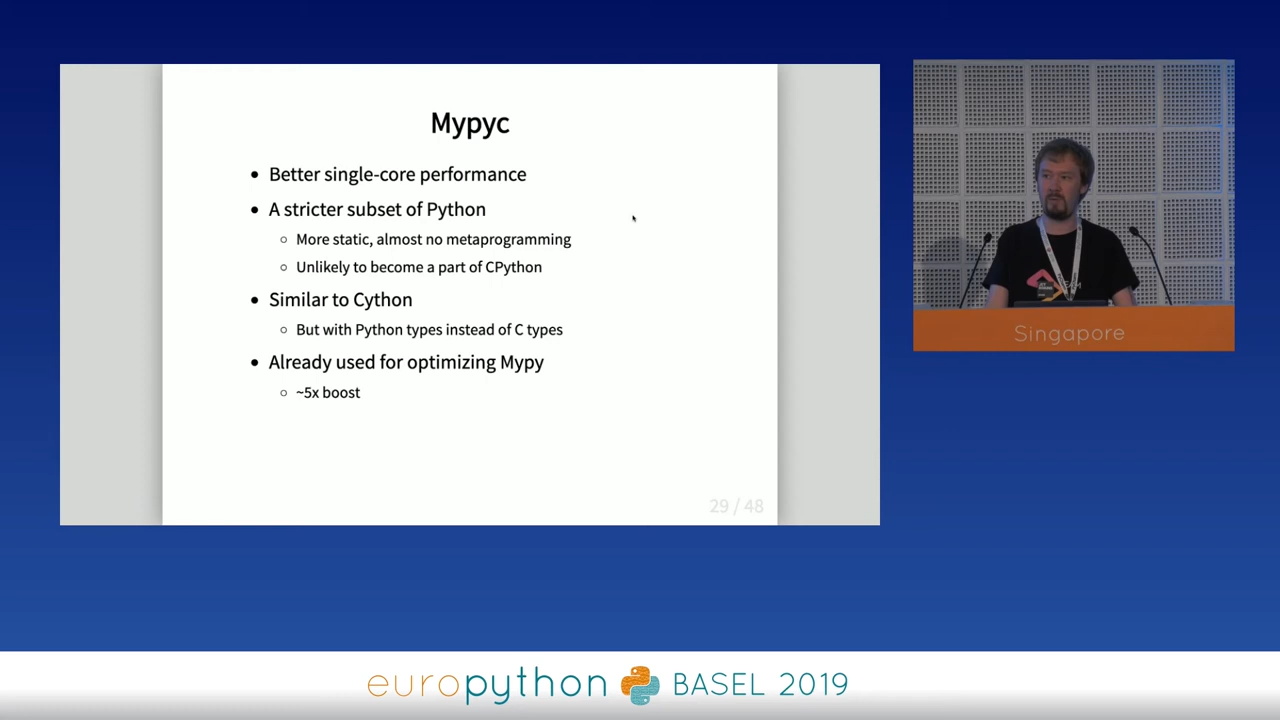 Mypyc
• Better single-core performance
• A stricter subset of Python
○ More static, almost no metaprogramming
○ Unlikely to become a part of CPython
• Similar to Cython
○ But with Python types instead of C types
• Already used for optimizing Mypy
○ ~5x boost
29 / 48
Singapore
europython BASEL 2019